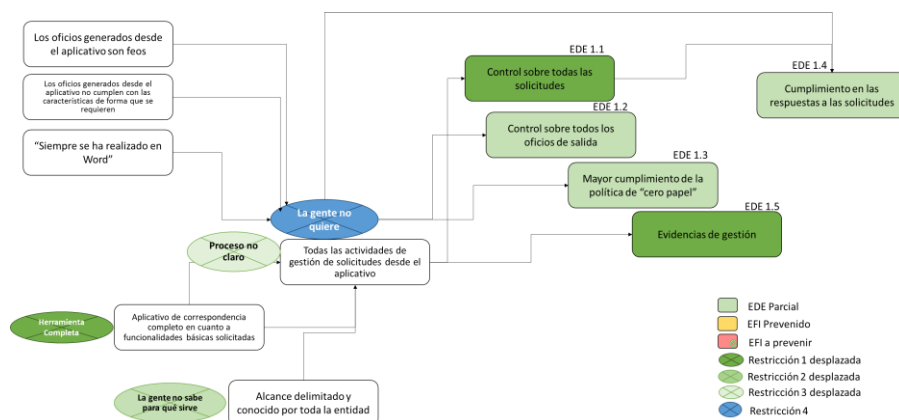 Los oficios generados desde
el aplicativo son feos
Los oficios generados desde el
aplicativo no cumplen con las
características de forma que se
requieren
“Siempre se ha realizado en
Word”
La gente no
quiere
Proceso no
claro
Todas las actividades de
gestión de solicitudes desde el
aplicativo
Herramienta
Completa
Aplicativo de correspondencia
completo en cuanto a
funcionalidades básicas solicitadas
La gente no sabe
para qué sirve
Alcance delimitado y
conocido por toda la entidad
EDE 1.1
Control sobre todas las
solicitudes
EDE 1.2
Control sobre todos los
oficios de salida
EDE 1.3
Mayor cumplimiento de la
política de “cero papel”
EDE 1.4
Cumplimiento en las
respuestas a las solicitudes
EDE 1.5
Evidencias de gestión
EDE Parcial
EFI Prevenido
EFI a prevenir
Restricción 1 desplazada
Restricción 2 desplazada
Restricción 3 desplazada
Restricción 4